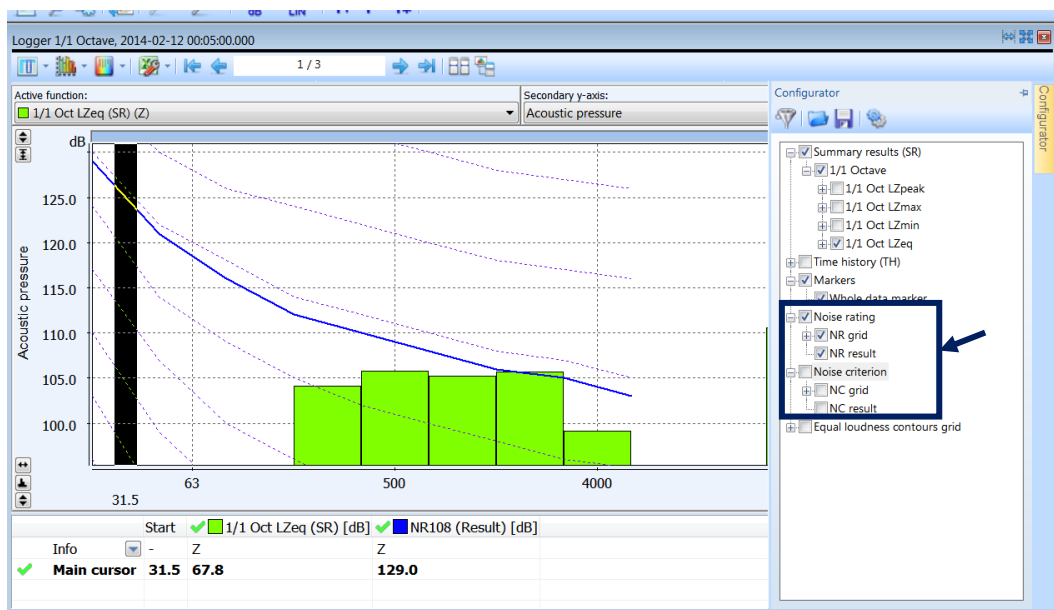 dB LIN
Logger 1/1 Octave, 2014-02-12 00:05:00.000
1 / 3
Active function:
1/1 Oct LZeq (SR) (Z)
Secondary y-axis:
Acoustic pressure
dB
125.0
120.0
115.0
110.0
105.0
100.0
Acoustic pressure
63 500 4000
31.5
Start 1/1 Oct LZeq (SR) [dB] NR108 (Result) [dB]
Info - Z Z
Main cursor 31.5 67.8 129.0
Configurator
Configurator
Summary results (SR)
1/1 Octave
1/1 Oct LZpeak
1/1 Oct LZmax
1/1 Oct LZmin
1/1 Oct LZeq
Time history (TH)
Markers
Whole data marker
Noise rating
NR grid
NR result
Noise criterion
NC grid
NC result
Equal loudness contours grid